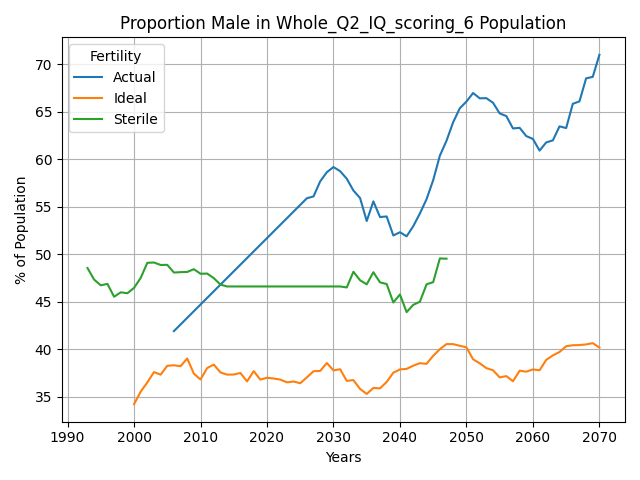 Proportion Male in Whole_Q2_IQ_scoring_6 Population
Fertility
Actual
Ideal
Sterile
% of Population
70
65
60
55
50
45
40
35
1990
2000
2010
2020
2030
2040
2050
2060
2070
Years